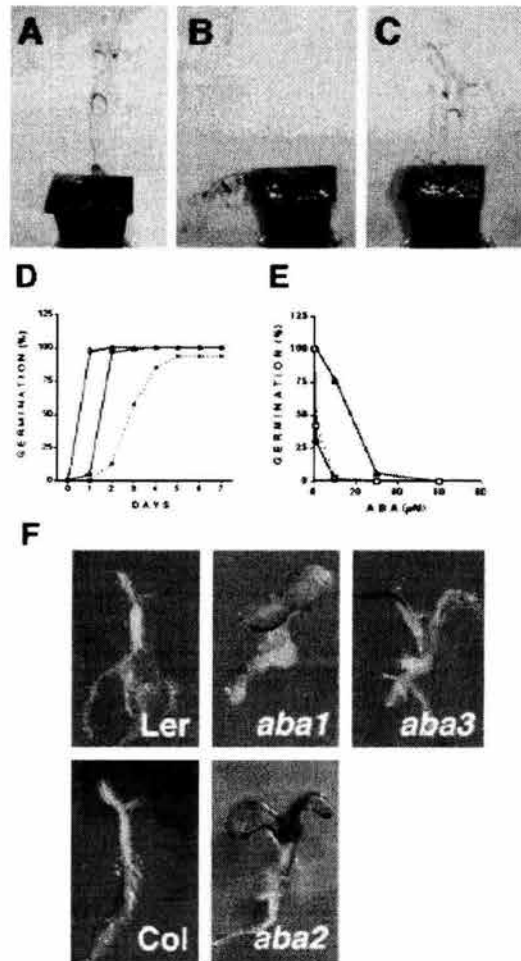 A
B
C
D
GERMINATION (%)
125
100
75
50
25
0
0 1 2 3 4 5 6 7
DAYS
E
GERMINATION (%)
125
100
75
50
25
0
0 20 40 60 80
ABA (μM)
F
Ler
aba1
aba3
Col
aba2